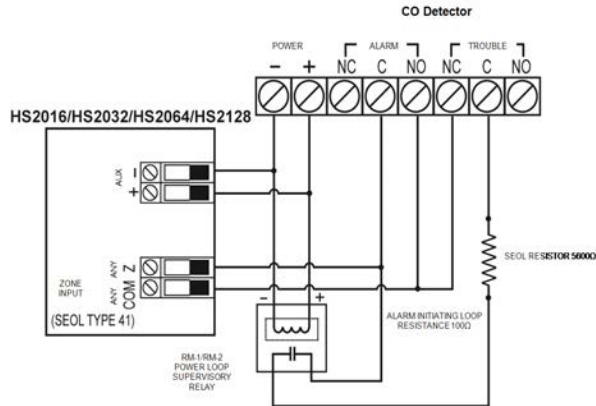 CO Detector
POWER ALARM TROUBLE
− + NC C NO NC C NO
HS2016/HS2032/HS2064/HS2128
AUX
−
+
ZONE
INPUT
ANY Z
ANY COM
(SEOL TYPE 41)
SEOL RESISTOR 5600Ω
− +
ALARM INITIATING LOOP
RESISTANCE 100Ω
RM-1/RM-2
POWER LOOP
SUPERVISORY
RELAY